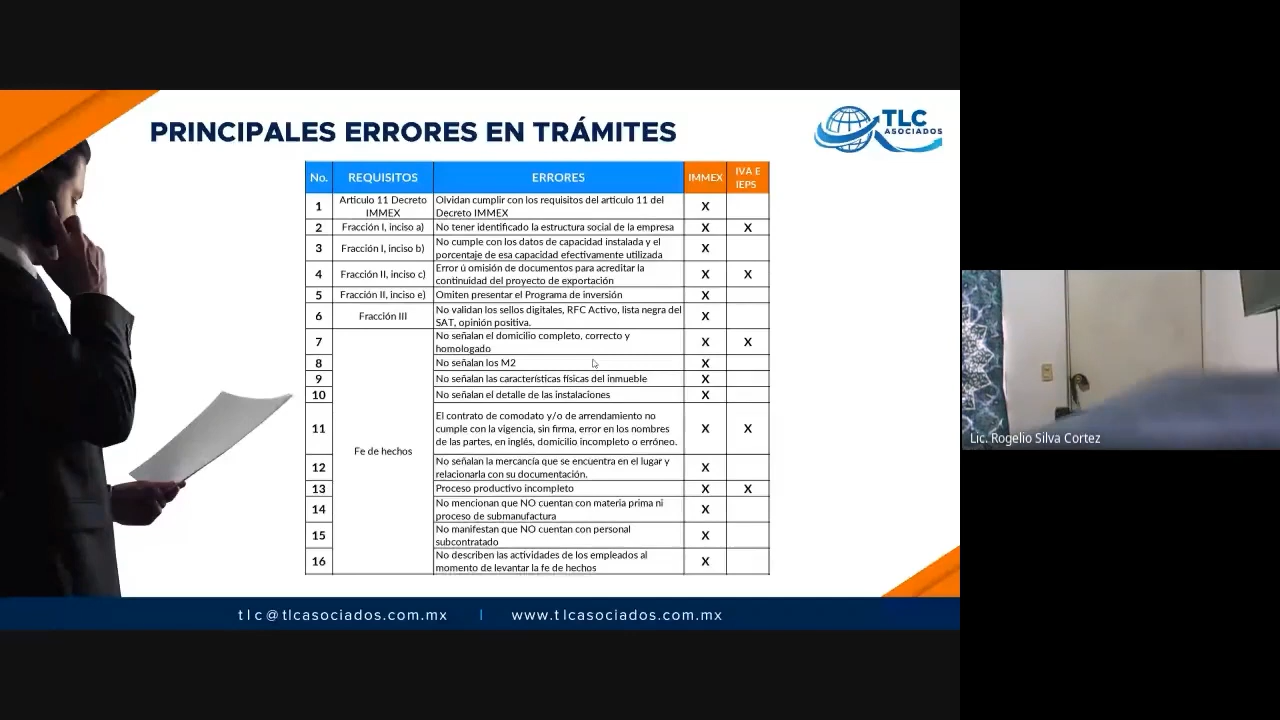 PRINCIPALES ERRORES EN TRÁMITES
TLC
ASOCIADOS
No. REQUISITOS ERRORES IMMEX IVA E
IEPS
1 Articulo 11 Decreto
IMMEX Olvidan cumplir con los requisitos del articulo 11 del
Decreto IMMEX X
2 Fracción I, inciso a) No tener identificado la estructura social de la empresa X X
3 Fracción I, inciso b) No cumple con los datos de capacidad instalada y el
porcentaje de esa capacidad efectivamente utilizada X
4 Fracción II, inciso c) Error ú omisión de documentos para acreditar la
continuidad del proyecto de exportación X X
5 Fracción II, inciso e) Omiten presentar el Programa de inversión X
6 Fracción III No validan los sellos digitales, RFC Activo, lista negra del
SAT, opinión positiva. X
Fe de hechos
7 No señalan el domicilio completo, correcto y
homologado X X
8 No señalan los M2 X
9 No señalan las características físicas del inmueble X
10 No señalan el detalle de las instalaciones X
11 El contrato de comodato y/o de arrendamiento no
cumple con la vigencia, sin firma, error en los nombres
de las partes, en inglés, domicilio incompleto o erróneo. X X
12 No señalan la mercancía que se encuentra en el lugar y
relacionarla con su documentación. X
13 Proceso productivo incompleto X X
14 No mencionan que NO cuentan con materia prima ni
proceso de submanufactura X
15 No manifestan que NO cuentan con personal
subcontratado X
16 No describen las actividades de los empleados al
momento de levantar la fe de hechos X
tlc@tlcasociados.com.mx | www.tlcasociados.com.mx
Lic. Rogelio Silva Cortez